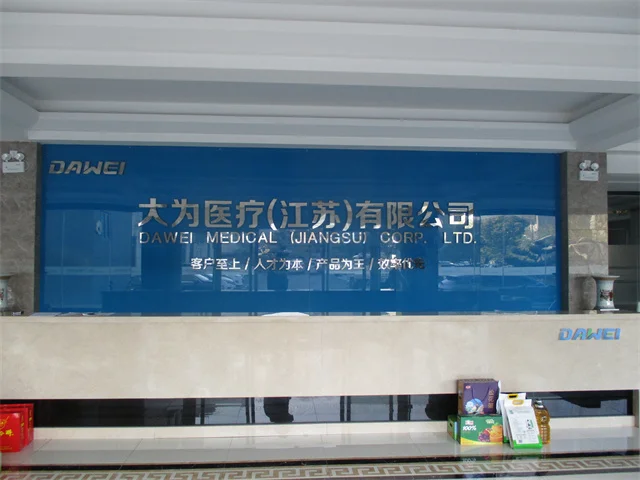 DAWEI
大为医疗(江苏)有限公司
DAWEI MEDICAL (JIANGSU) CORP. LTD.
客户至上/人才为本/产品为王/效率优先
DAWEI
100%